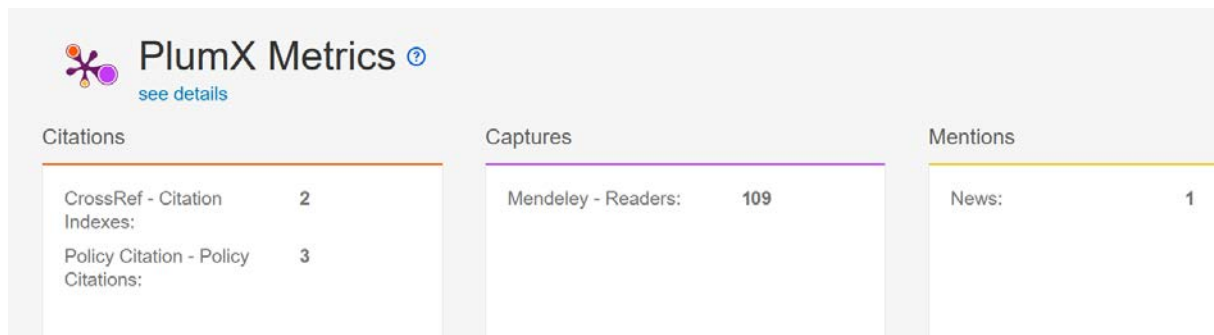 PlumX Metrics ?
see details
Citations
CrossRef - Citation 2
Indexes:
Policy Citation - Policy 3
Citations:
Captures
Mendeley - Readers: 109
Mentions
News: 1